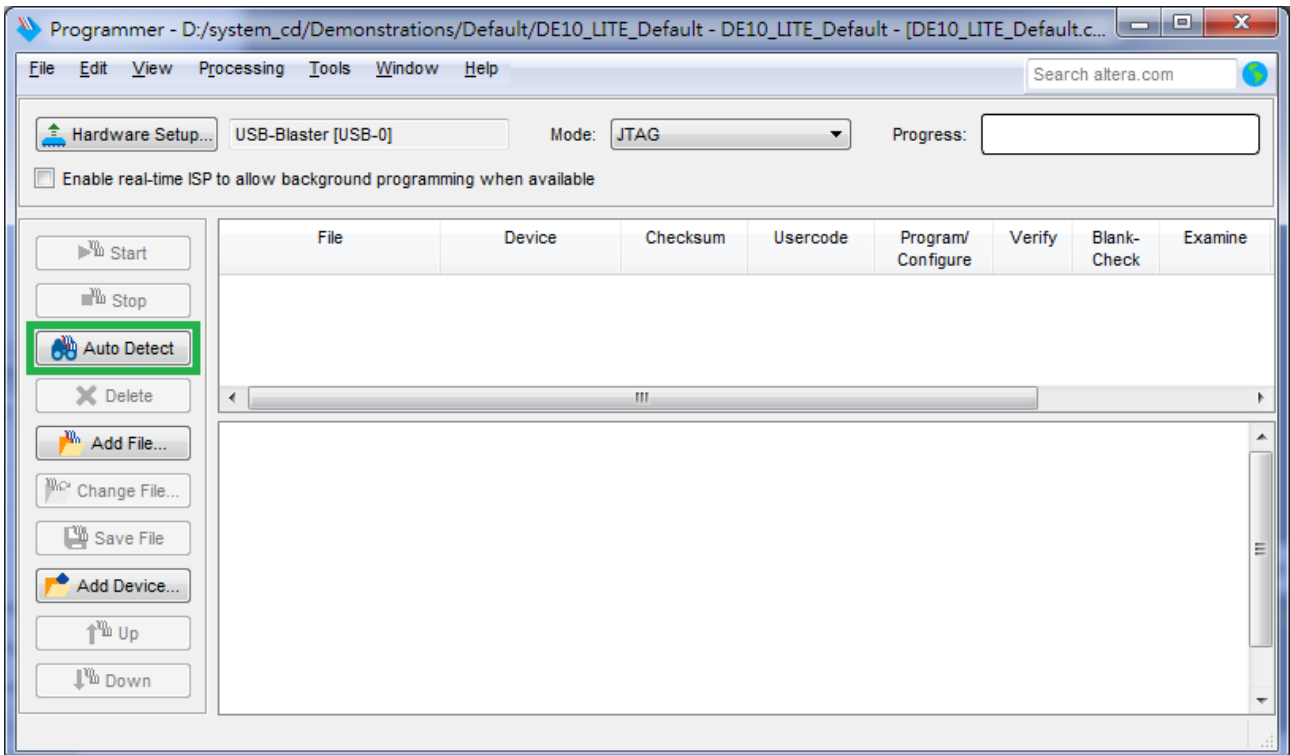 Programmer - D:/system_cd/Demonstrations/Default/DE10_LITE_Default - DE10_LITE_Default - [DE10_LITE_Default.c...
File Edit View Processing Tools Window Help
Search altera.com
Hardware Setup... USB-Blaster [USB-0] Mode: JTAG Progress:
Enable real-time ISP to allow background programming when available
File Device Checksum Usercode Program/ Configure Verify Blank- Check Examine
Start
Stop
Auto Detect
Delete
Add File...
Change File...
Save File
Add Device...
Up
Down